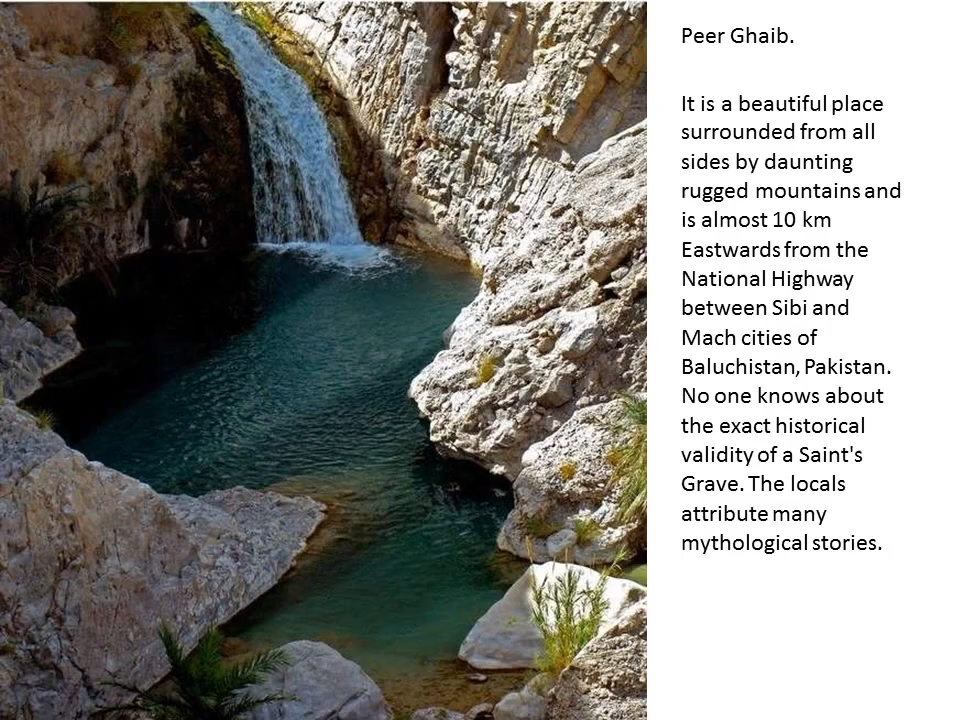 Peer Ghaib.
It is a beautiful place
surrounded from all
sides by daunting
rugged mountains and
is almost 10 km
Eastwards from the
National Highway
between Sibi and
Mach cities of
Baluchistan, Pakistan.
No one knows about
the exact historical
validity of a Saint's
Grave. The locals
attribute many
mythological stories.